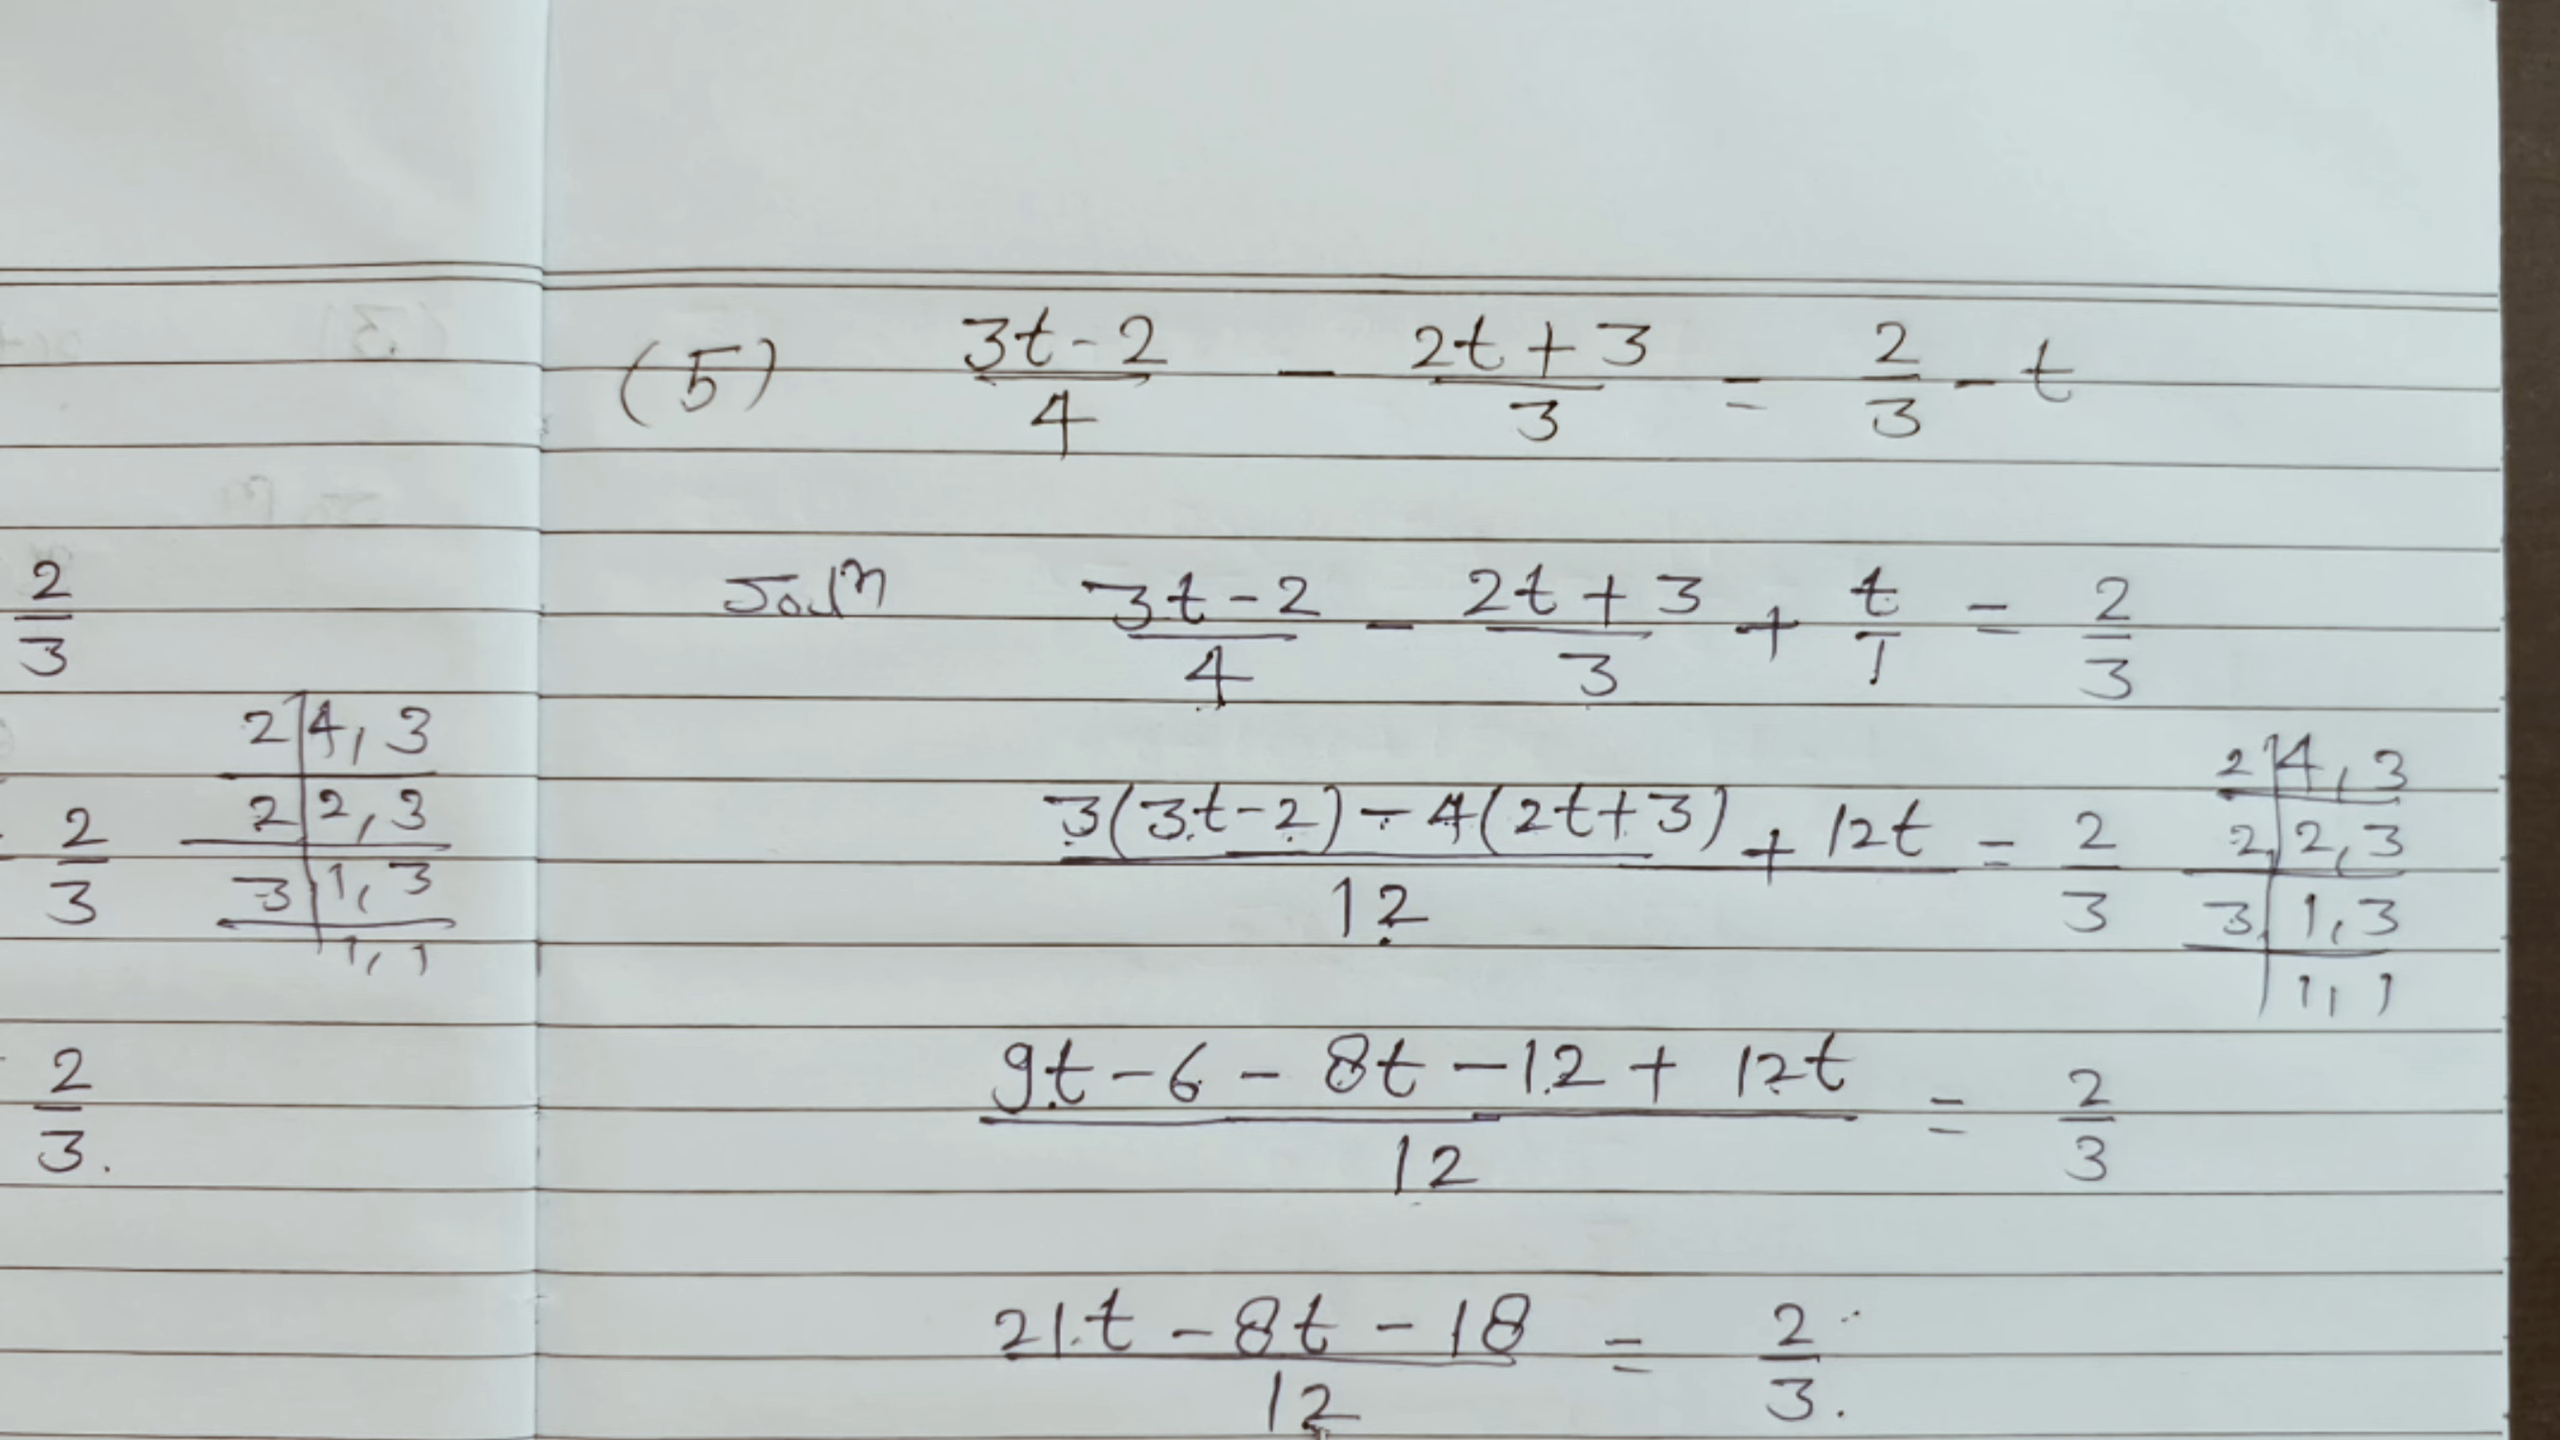 2/3
2 | 4, 3
2 | 2, 3
3 | 1, 3
1, 1
2/3
2/3.
(5) (3t-2)/4 - (2t+3)/3 = 2/3 - t
Soln (3t-2)/4 - (2t+3)/3 + t/1 = 2/3
(3(3t-2) - 4(2t+3) + 12t)/12 = 2/3
2 | 4, 3
2 | 2, 3
3 | 1, 3
1, 1
(9t-6-8t-12+12t)/12 = 2/3
(21t-8t-18)/12 = 2/3.